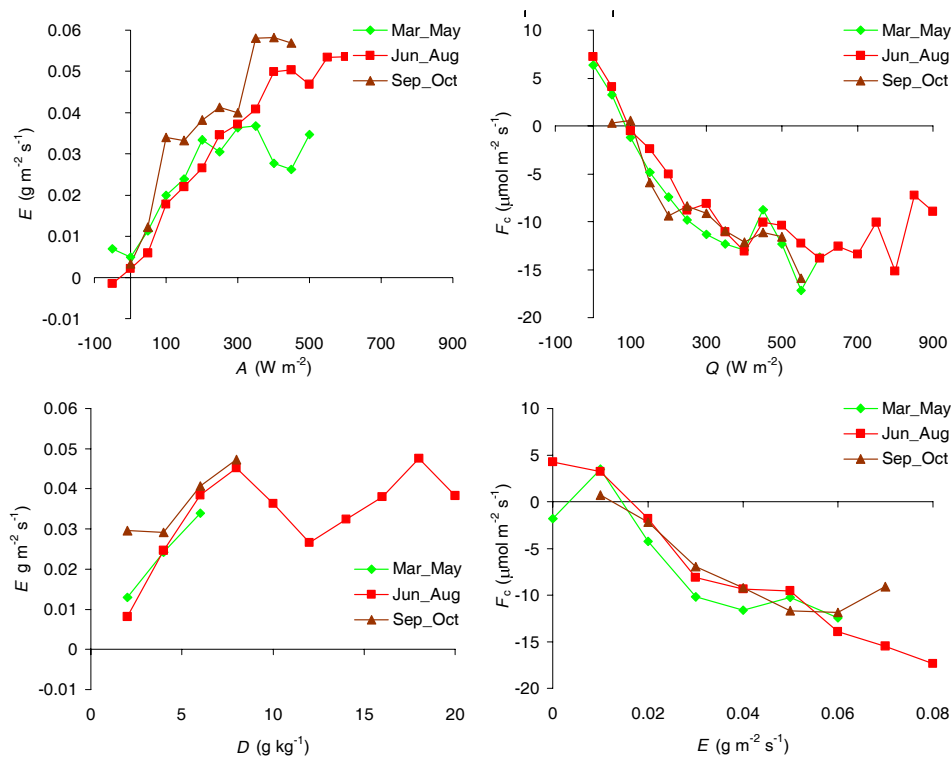 0.06
0.05
0.04
0.03
0.02
0.01
0
-0.01
E (g m-2 s-1)
-100 100 300 500 700 900
A (W m-2)
Mar_May
Jun_Aug
Sep_Oct
10
5
0
-5
-10
-15
-20
Fc (μmol m-2 s-1)
-100 100 300 500 700 900
Q (W m-2)
Mar_May
Jun_Aug
Sep_Oct
0.06
0.05
0.04
0.03
0.02
0.01
0
-0.01
E (g m-2 s-1)
0 5 10 15 20
D (g kg-1)
Mar_May
Jun_Aug
Sep_Oct
10
5
0
-5
-10
-15
-20
Fc (μmol m-2 s-1)
0 0.02 0.04 0.06 0.08
E (g m-2 s-1)
Mar_May
Jun_Aug
Sep_Oct